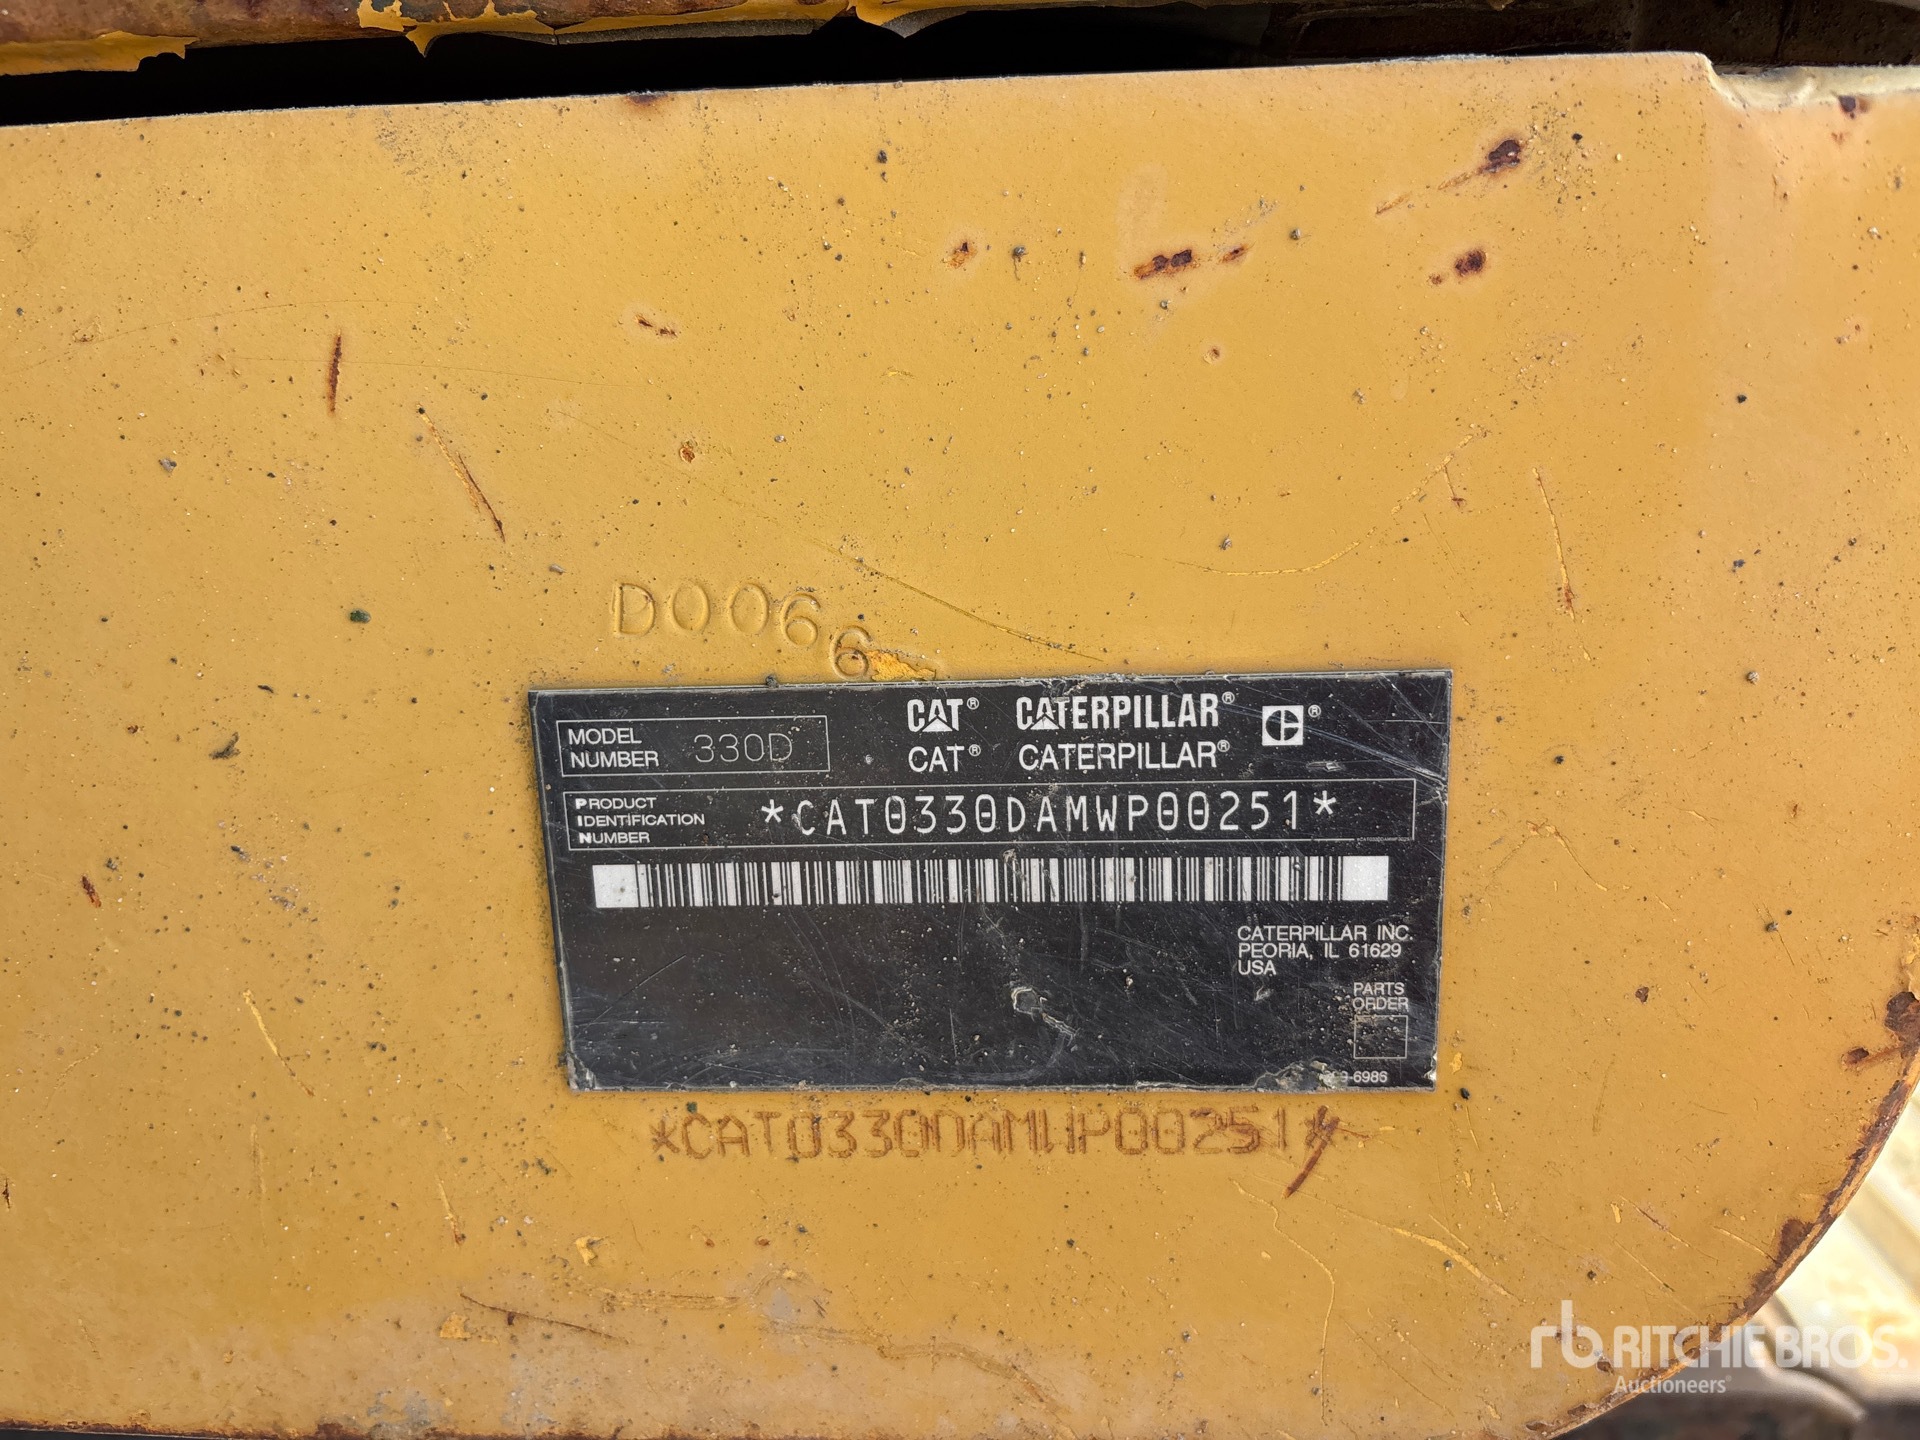 D0066
MODEL NUMBER 330D
CAT® CATERPILLAR® ®
CAT® CATERPILLAR®
PRODUCT IDENTIFICATION NUMBER *CAT0330DAMWP00251*
CATERPILLAR INC.
PEORIA, IL 61629
USA
PARTS
ORDER
*CAT0330DAMWP00251*
rb RITCHIE BROS.
Auctioneers